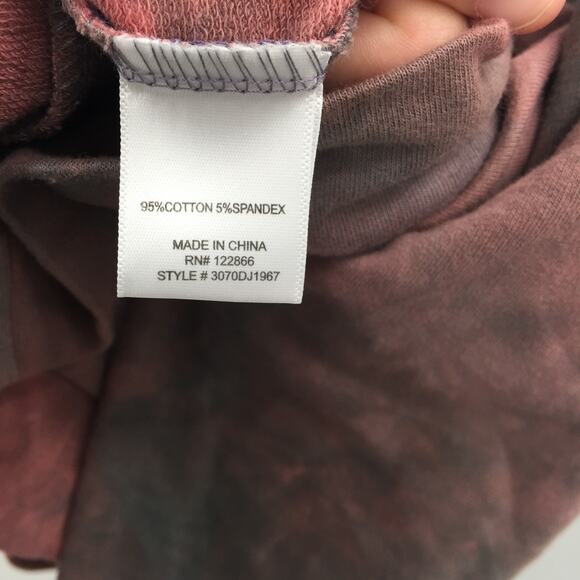 95%COTTON 5%SPANDEX
MADE IN CHINA
RN# 122866
STYLE # 3070DJ1967